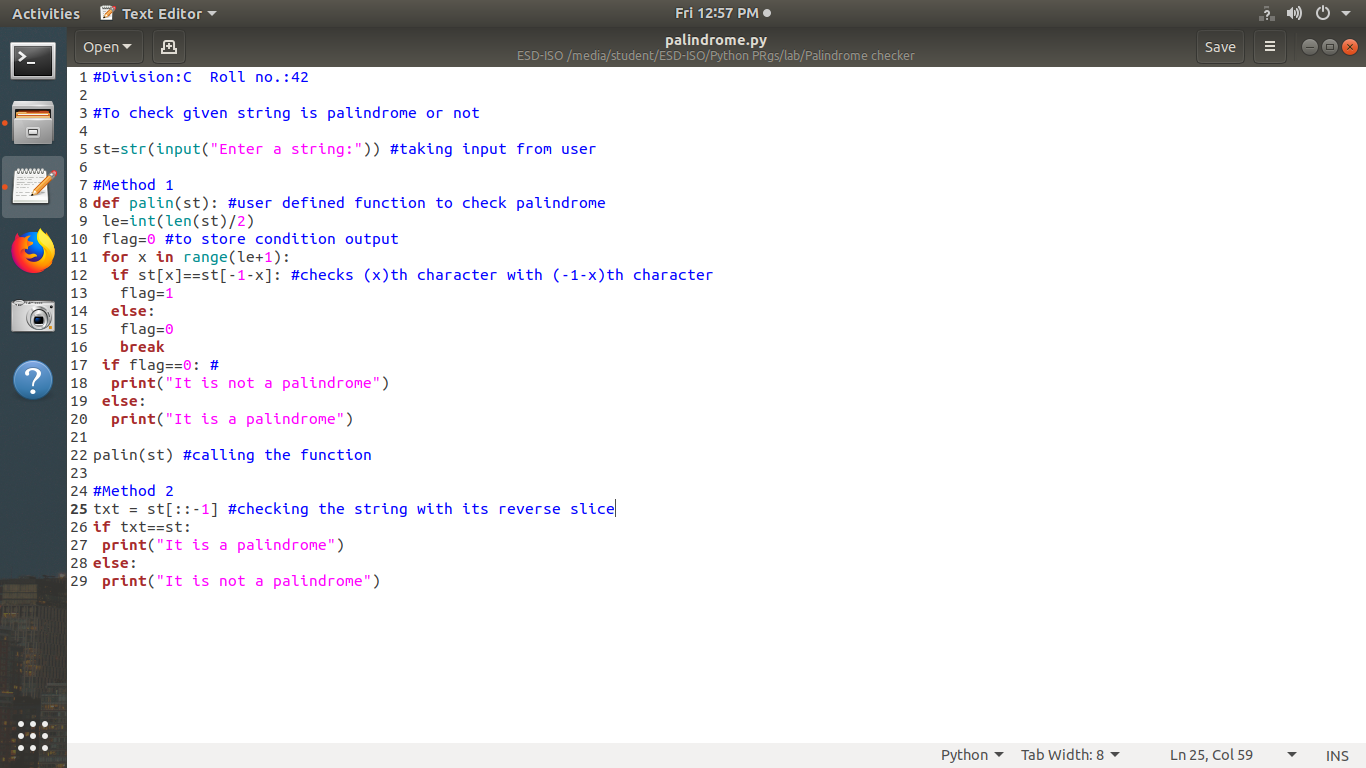 Activities Text Editor Fri 12:57 PM
Open palindrome.py Save
ESD-ISO /media/student/ESD-ISO/Python PRgs/lab/Palindrome checker
1 #Division:C  Roll no.:42
2
3 #To check given string is palindrome or not
4
5 st=str(input("Enter a string:")) #taking input from user
6
7 #Method 1
8 def palin(st): #user defined function to check palindrome
9  le=int(len(st)/2)
10  flag=0 #to store condition output
11  for x in range(le+1):
12   if st[x]==st[-1-x]: #checks (x)th character with (-1-x)th character
13    flag=1
14   else:
15    flag=0
16    break
17  if flag==0: #
18   print("It is not a palindrome")
19  else:
20   print("It is a palindrome")
21
22 palin(st) #calling the function
23
24 #Method 2
25 txt = st[::-1] #checking the string with its reverse slice
26 if txt==st:
27  print("It is a palindrome")
28 else:
29  print("It is not a palindrome")
Python Tab Width: 8 Ln 25, Col 59 INS